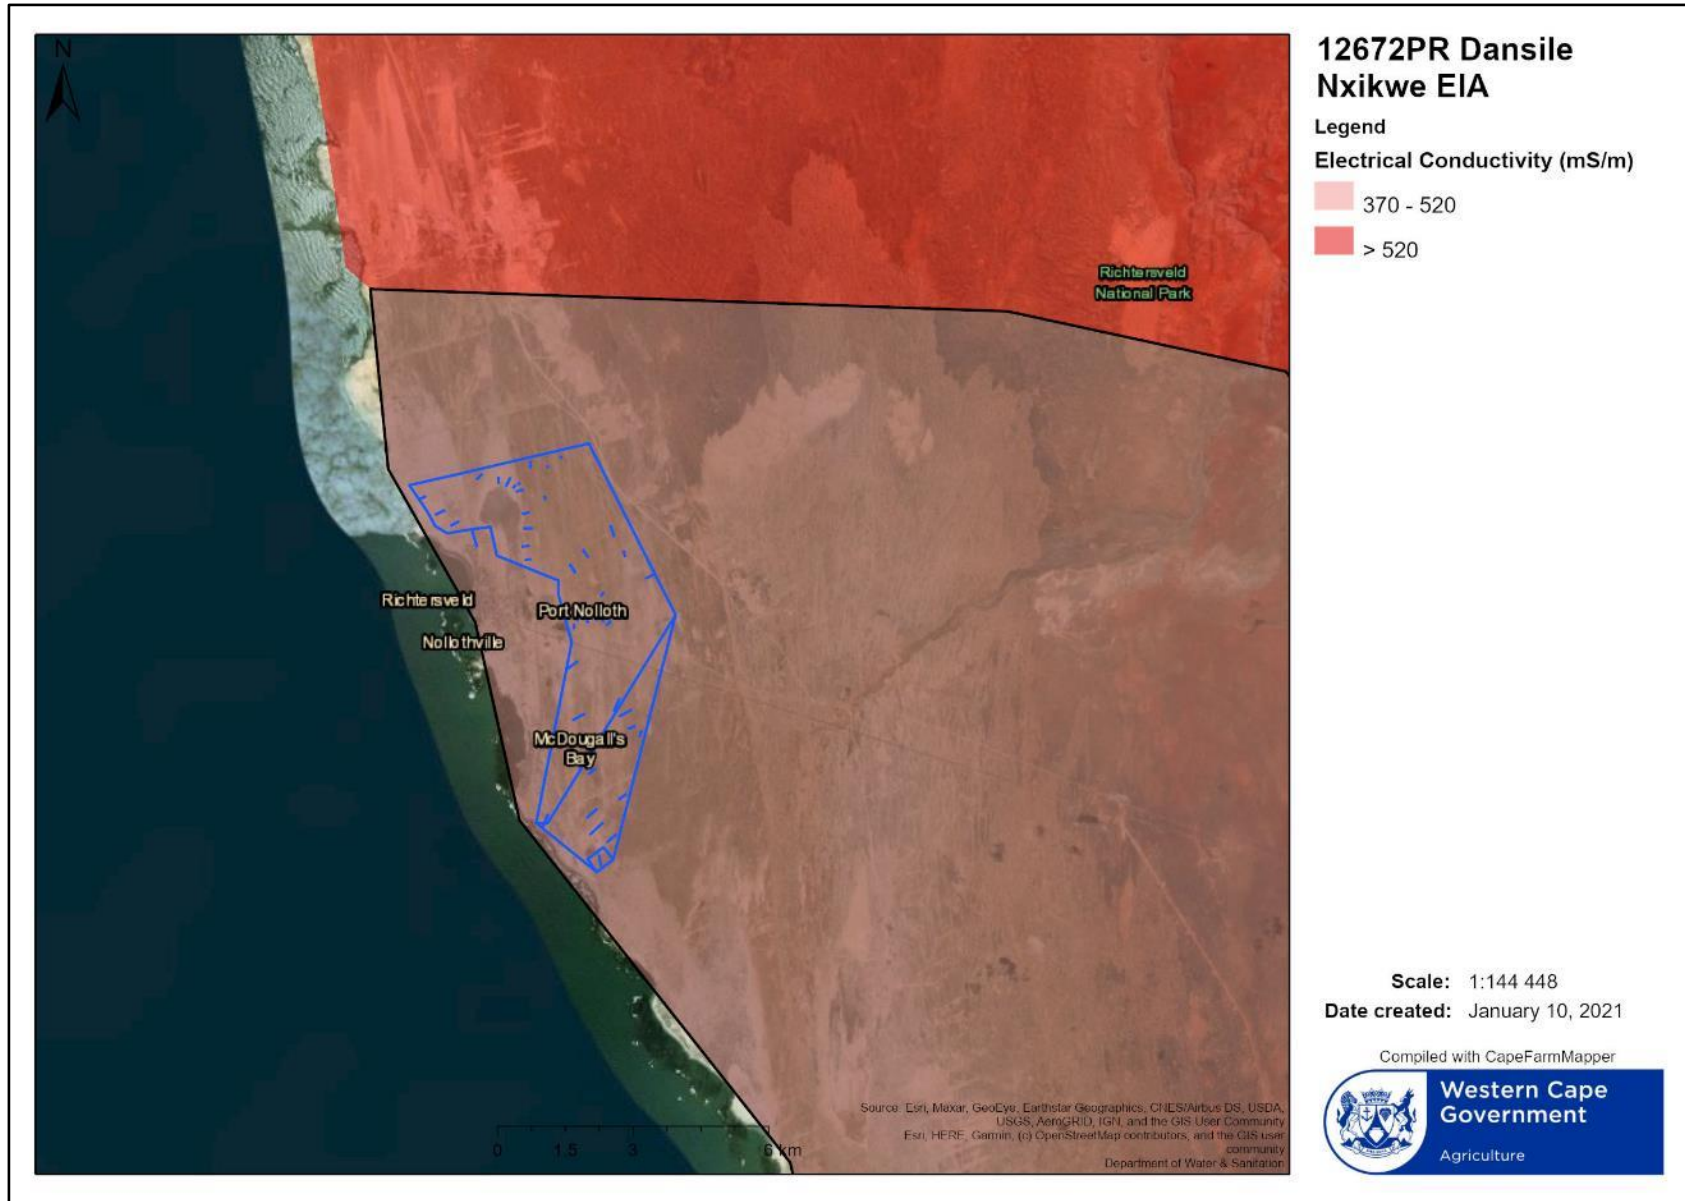 N
12672PR Dansile
Nxikwe EIA
Legend
Electrical Conductivity (mS/m)
370 - 520
> 520
Richtersveld
National Park
Richtersveld
Port Nolloth
Nollothville
McDougall's
Bay
Scale: 1:144 448
Date created: January 10, 2021
Compiled with CapeFarmMapper
Western Cape
Government
Agriculture
Source: Esri, Maxar, GeoEye, Earthstar Geographics, CNES/Airbus DS, USDA,
USGS, AeroGRID, IGN, and the GIS User Community
Esri, HERE, Garmin, (c) OpenStreetMap contributors, and the GIS user
community
Department of Water & Sanitation
0 1.5 3 6 km